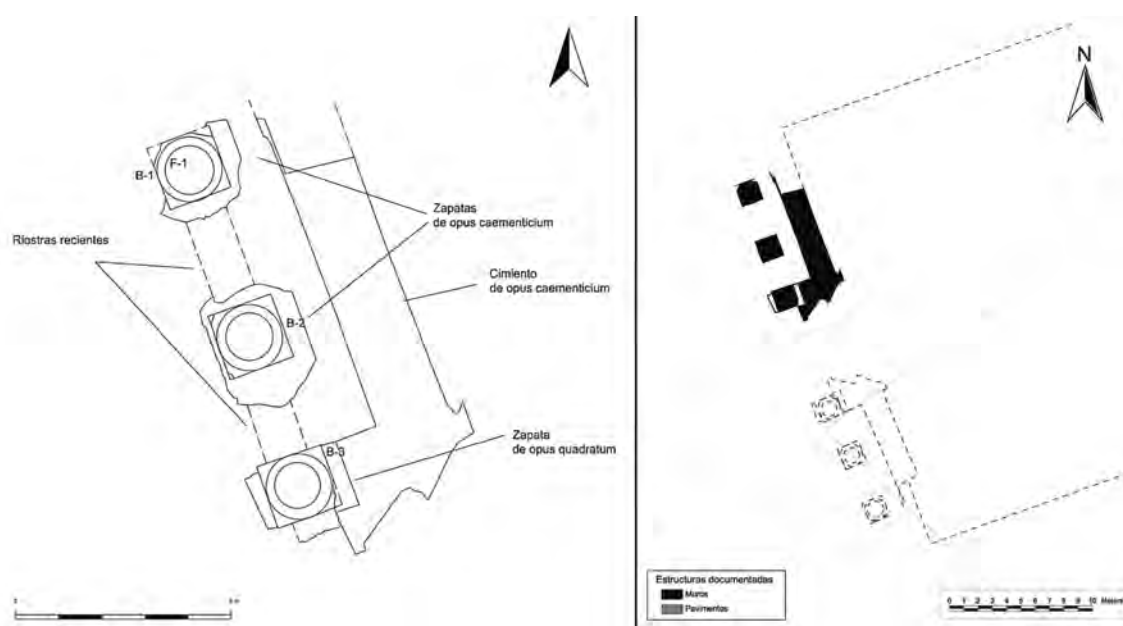 F-1
B-1
Zapatas
de opus caementicium
Riostras recientes
Cimiento
de opus caementicium
B-2
Zapata
de opus quadratum
B-3
N
Estructuras documentadas
Muros
Pavimentos
0 1 2 3 4 5 6 7 8 9 10 Metros